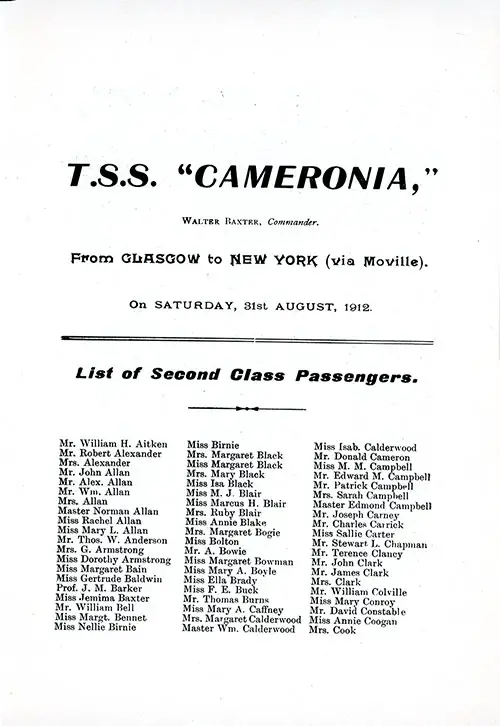 T.S.S. "CAMERONIA,"
WALTER BAXTER, Commander.
From GLASGOW to NEW YORK (via Moville).
On SATURDAY, 31st AUGUST, 1912.
List of Second Class Passengers.
Mr. William H. Aitken
Mr. Robert Alexander
Mrs. Alexander
Mr. John Allan
Mr. Alex. Allan
Mr. Wm. Allan
Mrs. Allan
Master Norman Allan
Miss Rachel Allan
Miss Mary L. Allan
Mr. Thos. W. Anderson
Mrs. G. Armstrong
Miss Dorothy Armstrong
Miss Margaret Bain
Miss Gertrude Baldwin
Prof. J. M. Barker
Miss Jemima Baxter
Mr. William Bell
Miss Margt. Bennet
Miss Nellie Birnie
Miss Birnie
Mrs. Margaret Black
Miss Margaret Black
Mrs. Mary Black
Miss Isa Black
Miss M. J. Blair
Miss Marcus H. Blair
Mrs. Ruby Blair
Miss Annie Blake
Mrs. Margaret Bogie
Miss Bolton
Mr. A. Bowie
Miss Margaret Bowman
Miss Mary A. Boyle
Miss Ella Brady
Miss F. E. Buck
Mr. Thomas Burns
Miss Mary A. Caffney
Mrs. Margaret Calderwood
Master Wm. Calderwood
Miss Isab. Calderwood
Mr. Donald Cameron
Miss M. M. Campbell
Mr. Edward M. Campbell
Mr. Patrick Campbell
Mrs. Sarah Campbell
Master Edmond Campbell
Mr. Joseph Carney
Mr. Charles Carrick
Miss Sallie Carter
Mr. Stewart L. Chapman
Mr. Terence Clancy
Mr. John Clark
Mr. James Clark
Mrs. Clark
Mr. William Colville
Miss Mary Conroy
Mr. David Constable
Miss Annie Coogan
Mrs. Cook